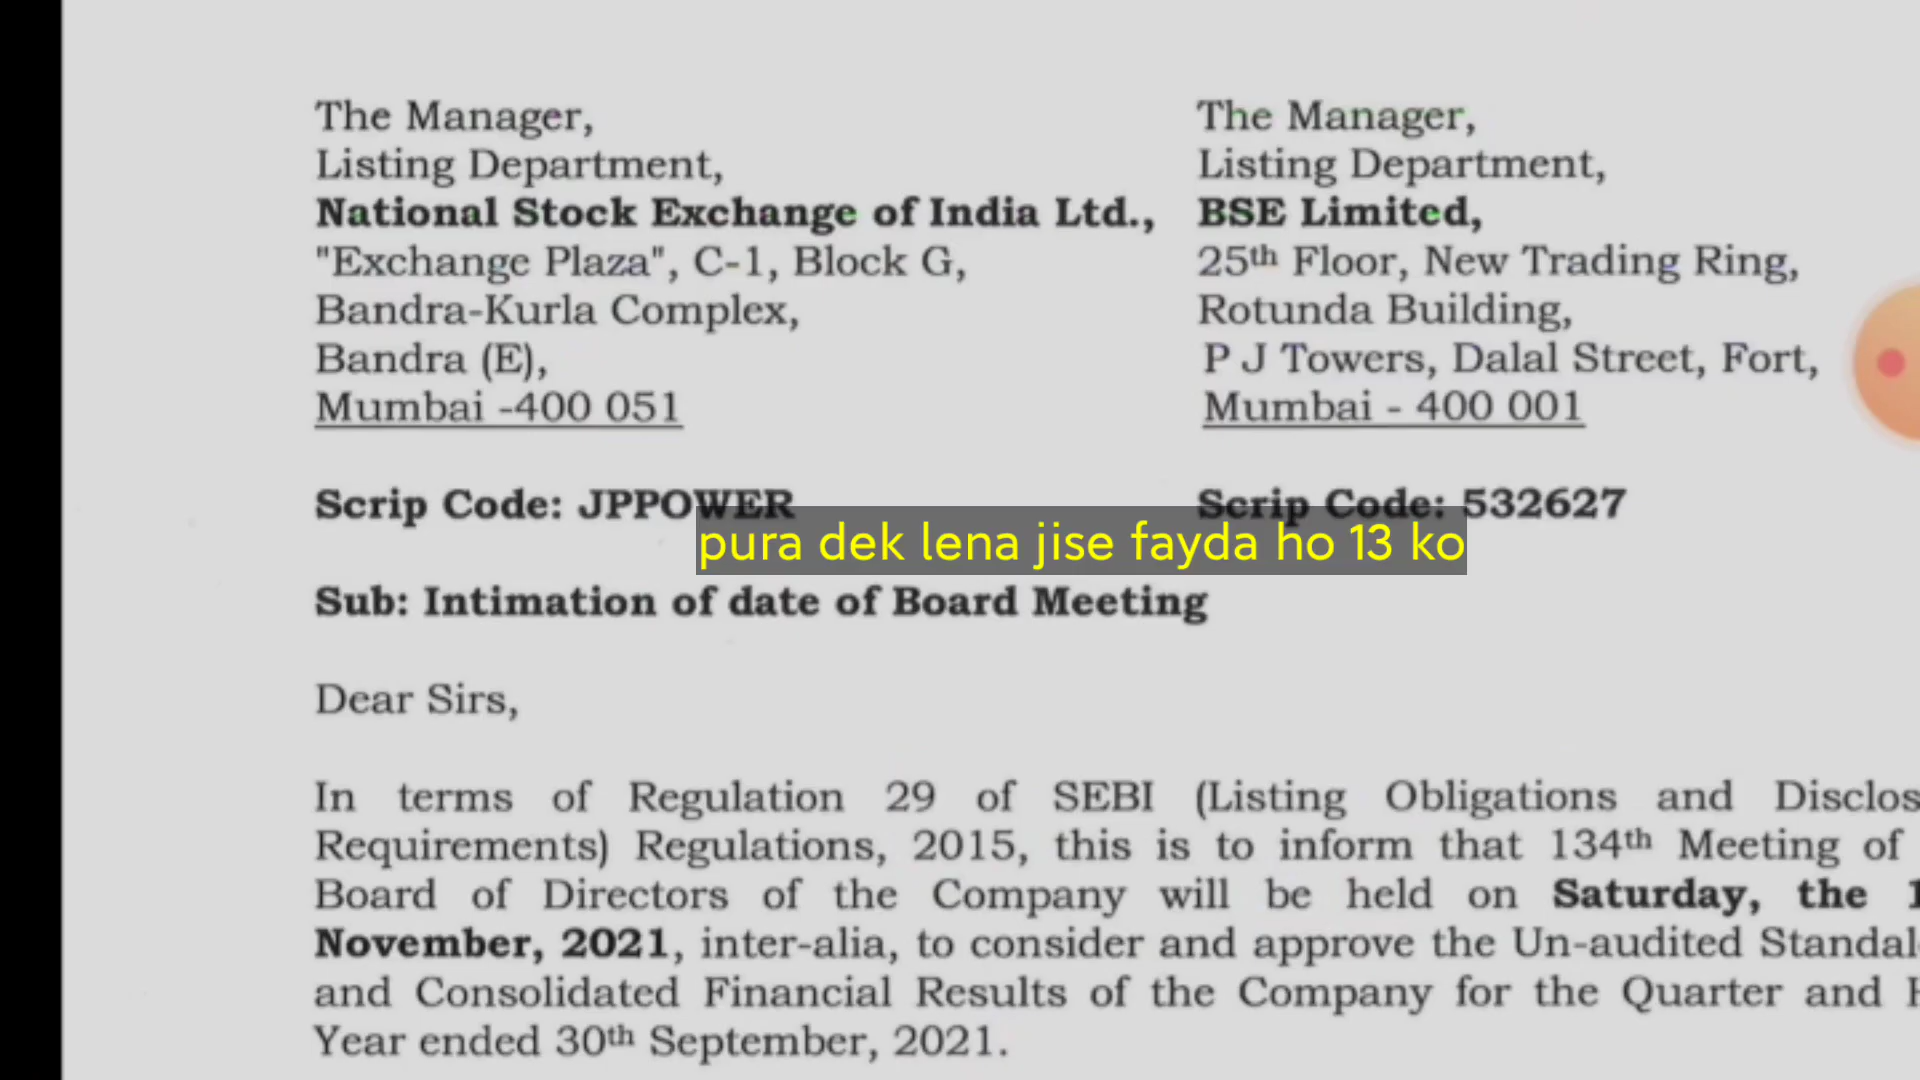 The Manager,
Listing Department,
National Stock Exchange of India Ltd.,
"Exchange Plaza", C-1, Block G,
Bandra-Kurla Complex,
Bandra (E),
Mumbai -400 051
The Manager,
Listing Department,
BSE Limited,
25th Floor, New Trading Ring,
Rotunda Building,
P J Towers, Dalal Street, Fort,
Mumbai - 400 001
Scrip Code: JPPOWER
Scrip Code: 532627
pura dek lena jise fayda ho 13 ko
Sub: Intimation of date of Board Meeting
Dear Sirs,
In terms of Regulation 29 of SEBI (Listing Obligations and
Requirements) Regulations, 2015, this is to inform that 134th Meeting of
Board of Directors of the Company will be held on Saturday, the
November, 2021, inter-alia, to consider and approve the Un-audited
and Consolidated Financial Results of the Company for the Quarter and
Year ended 30th September, 2021.